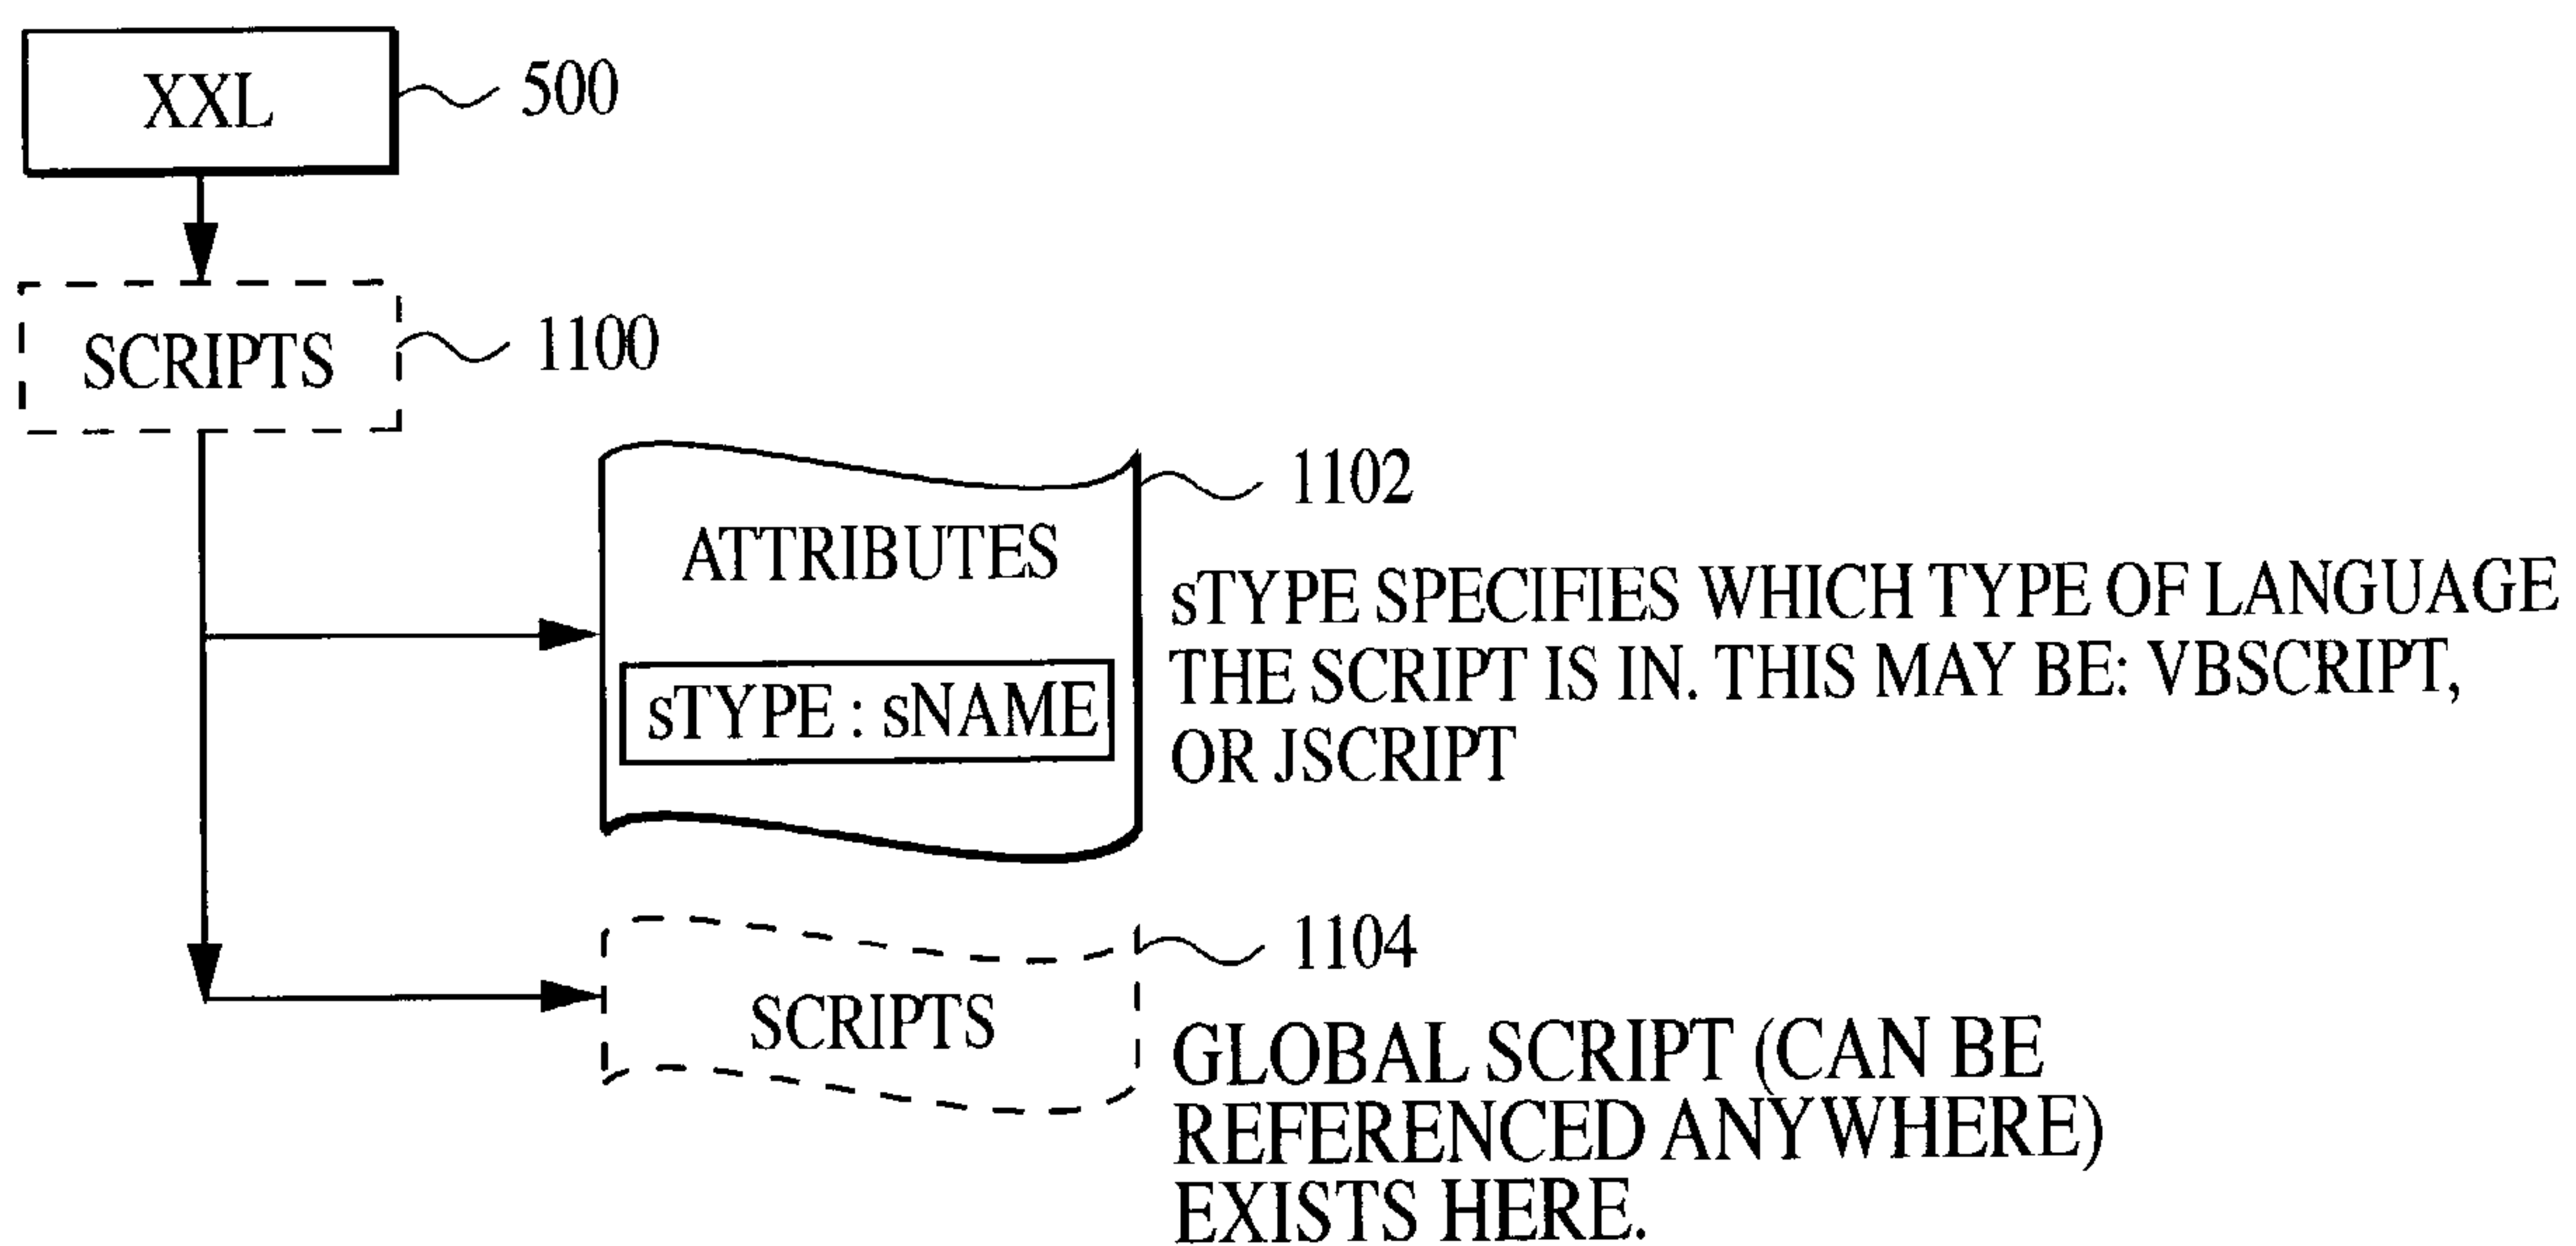 XXL
500
SCRIPTS
1100
1102
ATTRIBUTES
sTYPE : sNAME
sTYPE SPECIFIES WHICH TYPE OF LANGUAGE
THE SCRIPT IS IN. THIS MAY BE: VBSCRIPT,
OR JSCRIPT
1104
SCRIPTS
GLOBAL SCRIPT (CAN BE
REFERENCED ANYWHERE)
EXISTS HERE.